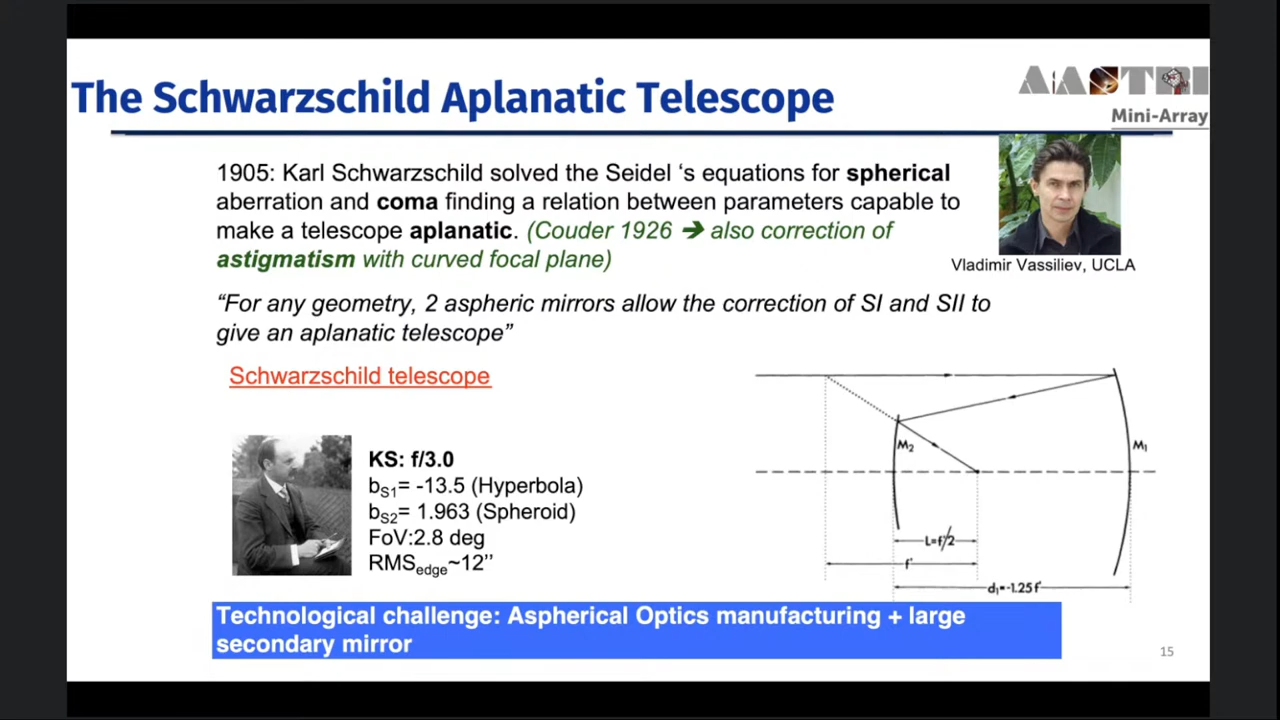 The Schwarzschild Aplanatic Telescope
ASTRI
Mini-Array
1905: Karl Schwarzschild solved the Seidel ‘s equations for spherical
aberration and coma finding a relation between parameters capable to
make a telescope aplanatic. (Couder 1926 ➔ also correction of
astigmatism with curved focal plane)
Vladimir Vassiliev, UCLA
“For any geometry, 2 aspheric mirrors allow the correction of SI and SII to
give an aplanatic telescope”
Schwarzschild telescope
KS: f/3.0
bS1= -13.5 (Hyperbola)
bS2= 1.963 (Spheroid)
FoV:2.8 deg
RMSedge~12’’
M2
M1
L=f'/2
f'
d1=-1.25f'
Technological challenge: Aspherical Optics manufacturing + large
secondary mirror
15